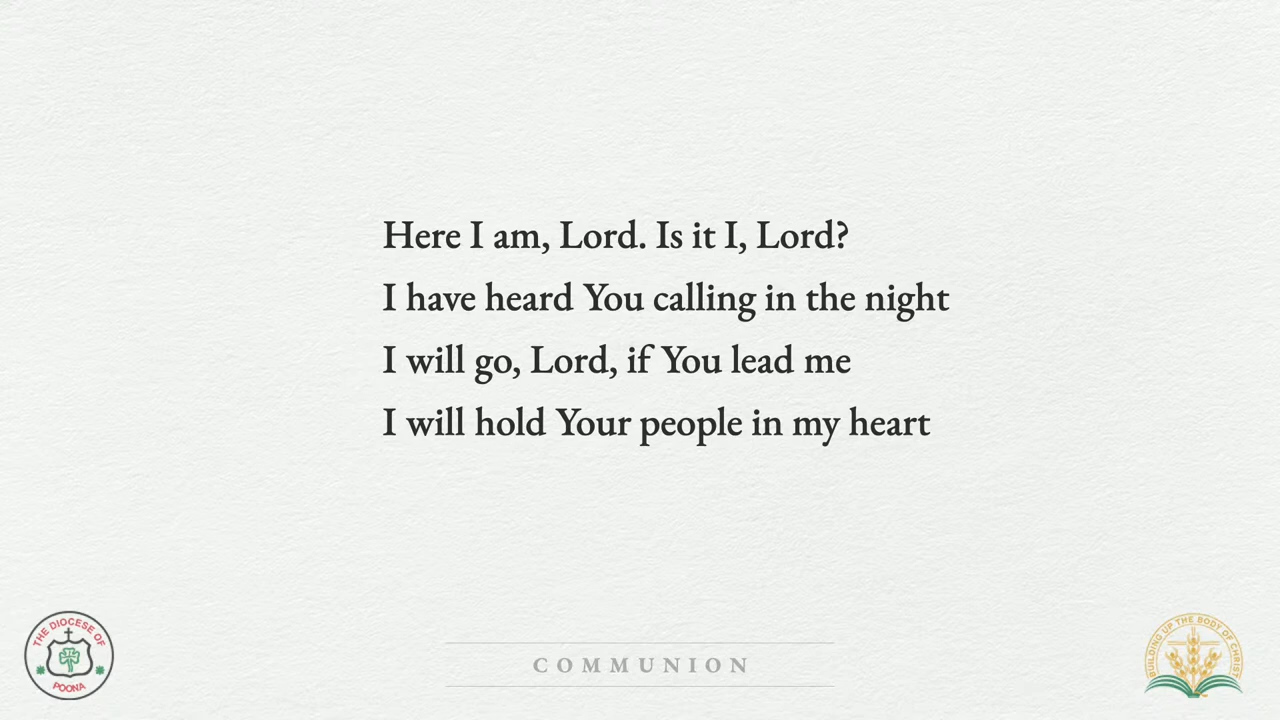 Here I am, Lord. Is it I, Lord?
I have heard You calling in the night
I will go, Lord, if You lead me
I will hold Your people in my heart
THE DIOCESE OF
POONA
COMMUNION
BUILDING UP THE BODY OF CHRIST